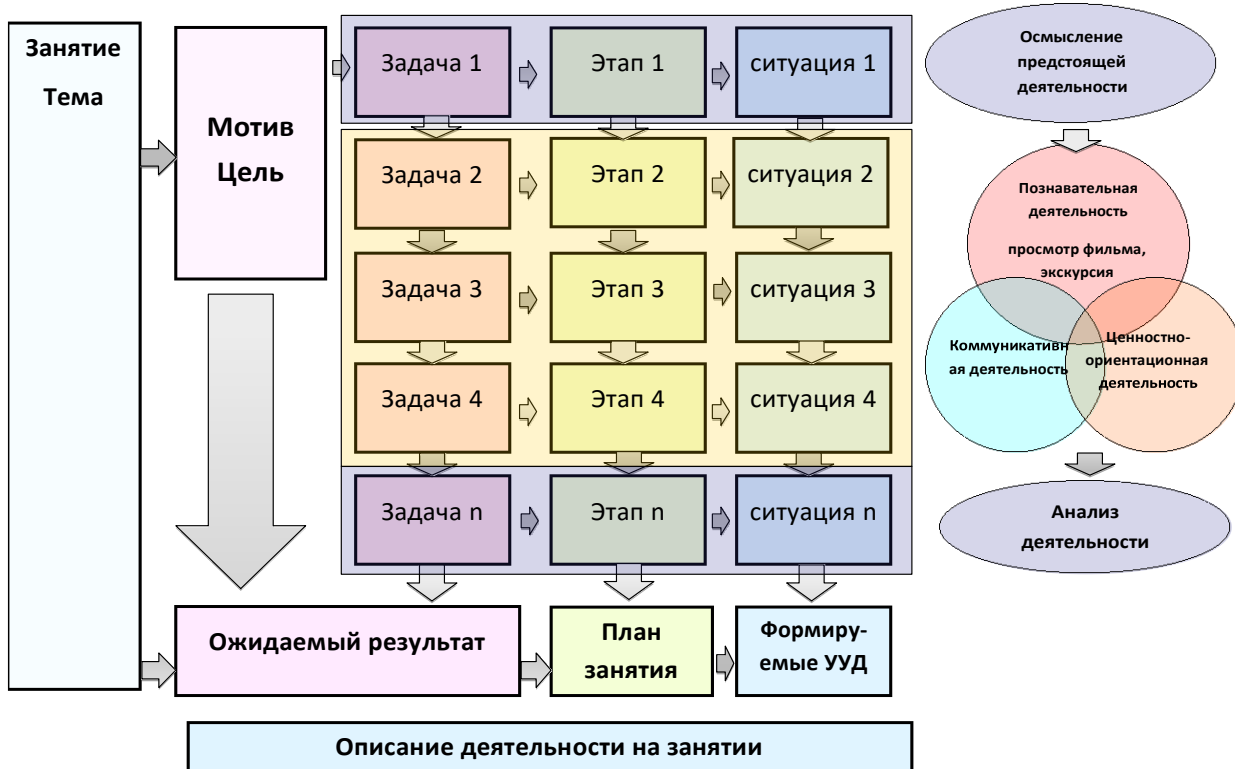 Занятие
Тема
Мотив
Цель
Задача 1
Этап 1
ситуация 1
Задача 2
Этап 2
ситуация 2
Задача 3
Этап 3
ситуация 3
Задача 4
Этап 4
ситуация 4
Задача n
Этап n
ситуация n
Ожидаемый результат
План
занятия
Формиру-
емые УУД
Описание деятельности на занятии
Осмысление
предстоящей
деятельности
Познавательная
деятельность
просмотр фильма,
экскурсия
Коммуникативн
ая деятельность
Ценностно-
ориентационная
деятельность
Анализ
деятельности